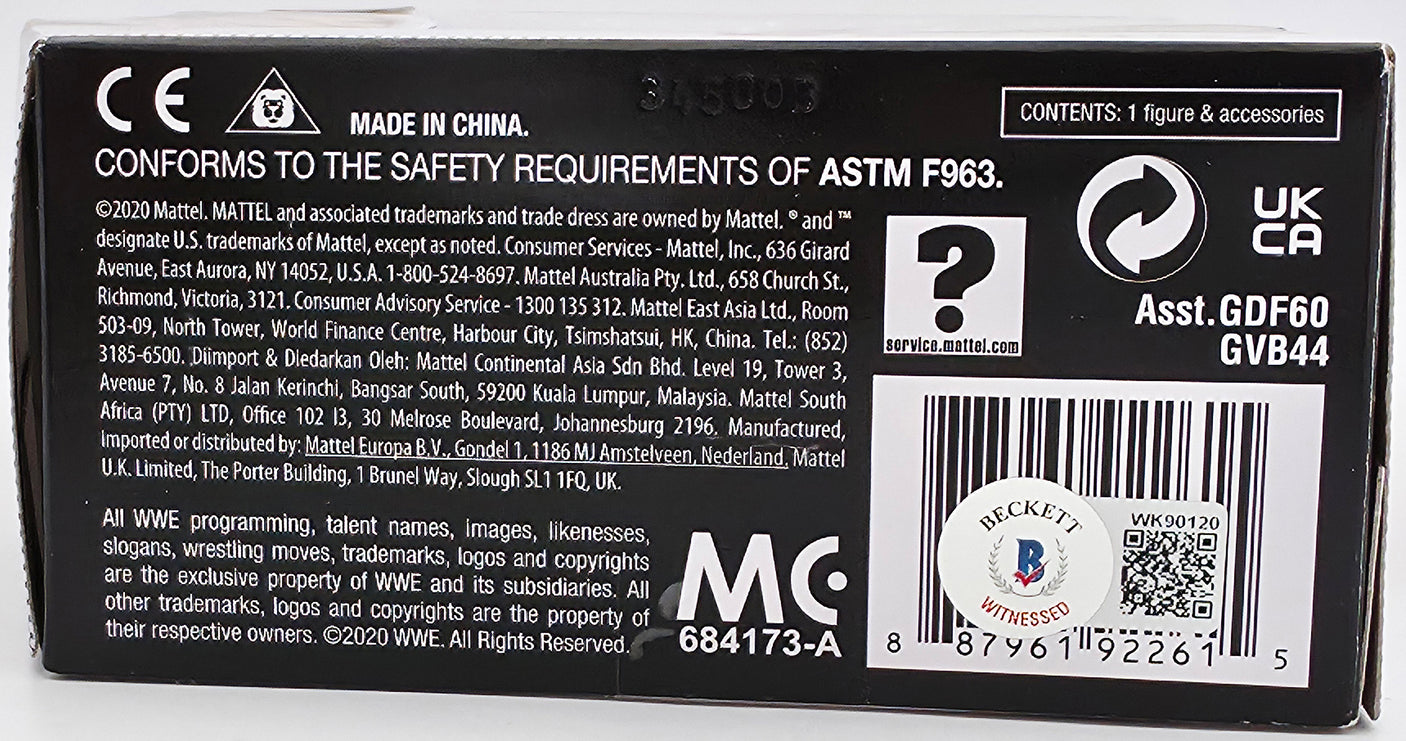 CE
MADE IN CHINA.
CONTENTS: 1 figure & accessories
CONFORMS TO THE SAFETY REQUIREMENTS OF ASTM F963.
©2020 Mattel. MATTEL and associated trademarks and trade dress are owned by Mattel. ® and ™
designate U.S. trademarks of Mattel, except as noted. Consumer Services - Mattel, Inc., 636 Girard
Avenue, East Aurora, NY 14052, U.S.A. 1-800-524-8697. Mattel Australia Pty. Ltd., 658 Church St.,
Richmond, Victoria, 3121. Consumer Advisory Service - 1300 135 312. Mattel East Asia Ltd., Room
503-09, North Tower, World Finance Centre, Harbour City, Tsimshatsui, HK, China. Tel.: (852)
3185-6500. Diimport & Diedarkan Oleh: Mattel Continental Asia Sdn Bhd. Level 19, Tower 3,
Avenue 7, No. 8 Jalan Kerinchi, Bangsar South, 59200 Kuala Lumpur, Malaysia. Mattel South
Africa (PTY) LTD, Office 102 I3, 30 Melrose Boulevard, Johannesburg 2196. Manufactured,
Imported or distributed by: Mattel Europa B.V., Gondel 1, 1186 MJ Amstelveen, Nederland. Mattel
U.K. Limited, The Porter Building, 1 Brunel Way, Slough SL1 1FQ, UK.
All WWE programming, talent names, images, likenesses,
slogans, wrestling moves, trademarks, logos and copyrights
are the exclusive property of WWE and its subsidiaries. All
other trademarks, logos and copyrights are the property of
their respective owners. ©2020 WWE. All Rights Reserved.
MC
684173-A
?
service.mattel.com
UK
CA
Asst.GDF60
GVB44
BECKETT
B
WITNESSED
WK90120
8 87961 92261 5